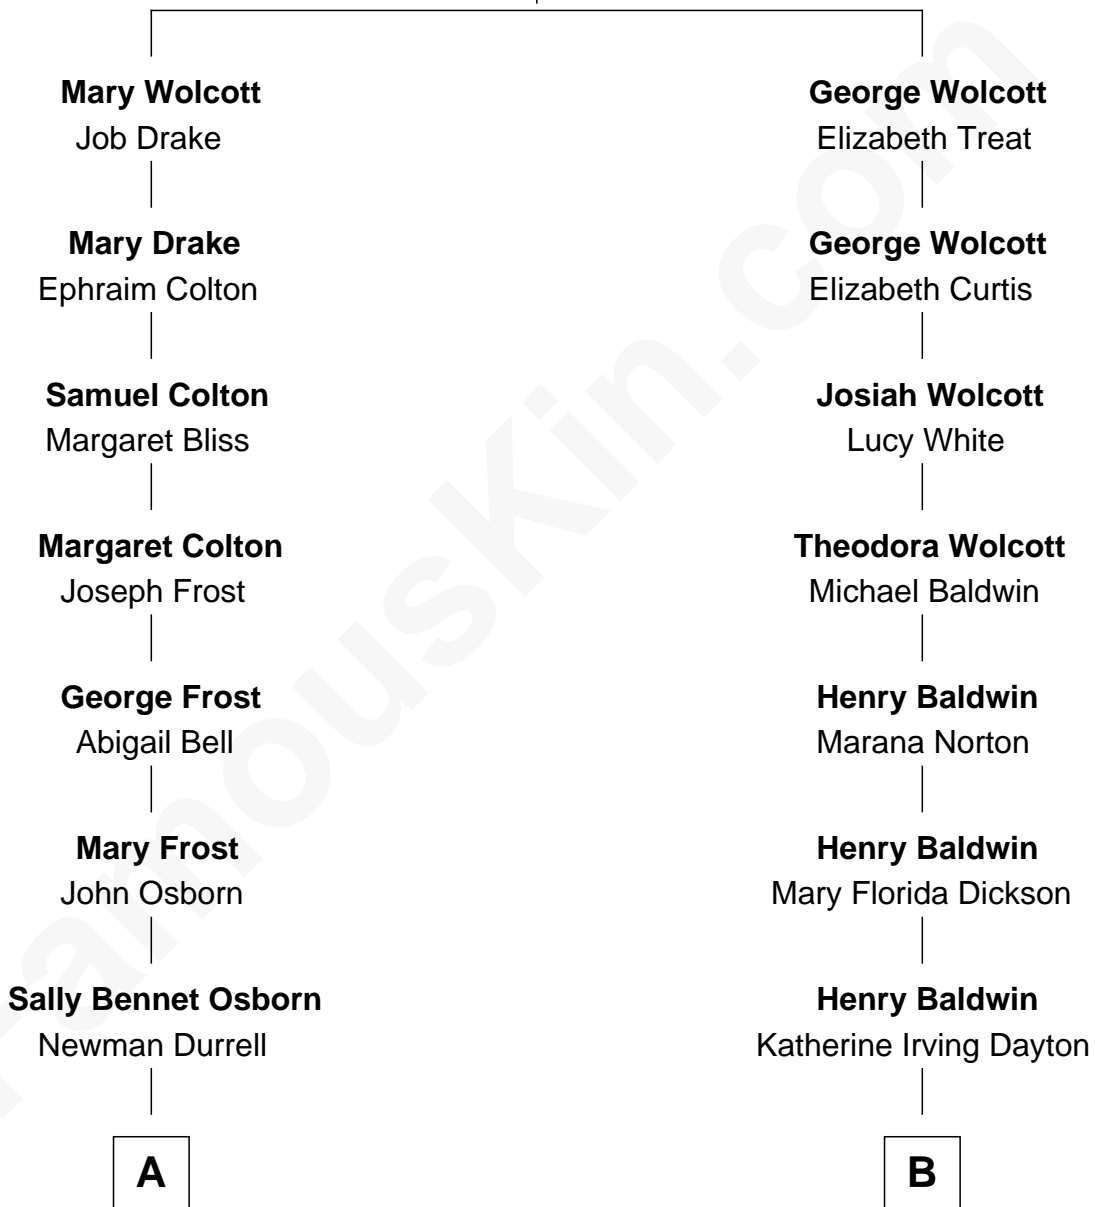 Mary Wolcott
Job Drake
George Wolcott
Elizabeth Treat
Mary Drake
Ephraim Colton
George Wolcott
Elizabeth Curtis
Samuel Colton
Margaret Bliss
Josiah Wolcott
Lucy White
Margaret Colton
Joseph Frost
Theodora Wolcott
Michael Baldwin
George Frost
Abigail Bell
Henry Baldwin
Marana Norton
Mary Frost
John Osborn
Henry Baldwin
Mary Florida Dickson
Sally Bennet Osborn
Newman Durrell
Henry Baldwin
Katherine Irving Dayton
A
B
FamousKin.com